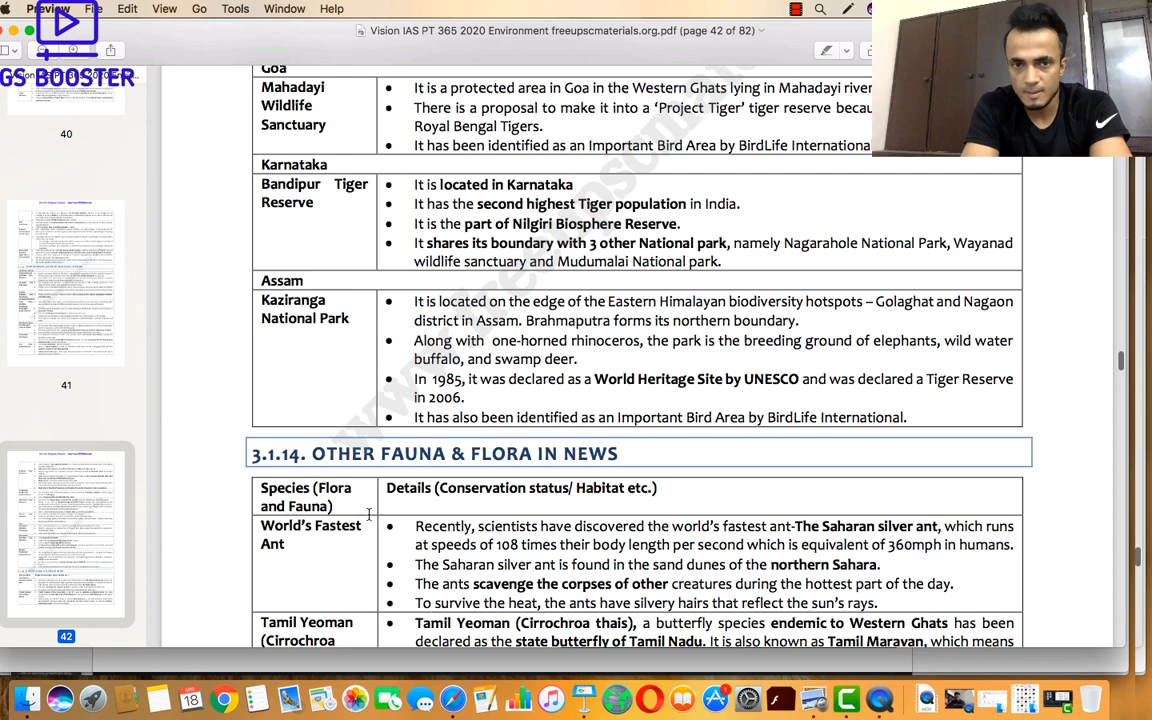 Preview File Edit View Go Tools Window Help
GS BOOSTER
Vision IAS PT 365 2020 Environment freeupscmaterials.org.pdf (page 42 of 82)
Vision IAS PT 365 2020 En
40
41
42
Goa
Mahadayi Wildlife Sanctuary
• It is a protected area in Goa in the Western Ghats lying in Mahadayi river
• There is a proposal to make it into a ‘Project Tiger’ tiger reserve
Royal Bengal Tigers.
• It has been identified as an Important Bird Area by BirdLife International
Karnataka
Bandipur Tiger Reserve
• It is located in Karnataka
• It has the second highest Tiger population in India.
• It is the part of Nilgiri Biosphere Reserve.
• It shares its boundary with 3 other National park, namely Nagarahole National Park, Wayanad
wildlife sanctuary and Mudumalai National park.
Assam
Kaziranga National Park
• It is located on the edge of the Eastern Himalayan biodiversity hotspots – Golaghat and Nagaon
district in Assam. Brahmaputra forms its northern boundary.
• Along with one-horned rhinoceros, the park is the breeding ground of elephants, wild water
buffalo, and swamp deer.
• In 1985, it was declared as a World Heritage Site by UNESCO and was declared a Tiger Reserve
in 2006.
• It has also been identified as an Important Bird Area by BirdLife International.
3.1.14. OTHER FAUNA & FLORA IN NEWS
Species (Flora and Fauna)
Details (Conservation status/ Habitat etc.)
World’s Fastest Ant
• Recently, scientists have discovered the world’s fastest ant-The Saharan silver ant, which runs
at speeds of 108 times their body length per second which is equivalent of 360mph in humans.
• The Saharan silver ant is found in the sand dunes of the northern Sahara.
• The ants scavenge the corpses of other creatures during the hottest part of the day.
• To survive the heat, the ants have silvery hairs that reflect the sun’s rays.
Tamil Yeoman (Cirrochroa
• Tamil Yeoman (Cirrochroa thais), a butterfly species endemic to Western Ghats has been
declared as the state butterfly of Tamil Nadu. It is also known as Tamil Maravan, which means
APR
18